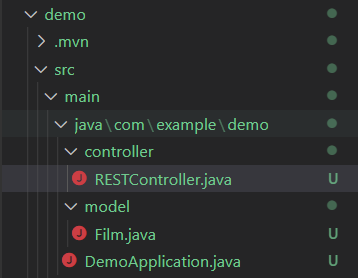 demo
.mvn
src
main
java\com\example\demo
controller
RESTController.java U
model
Film.java U
DemoApplication.java U